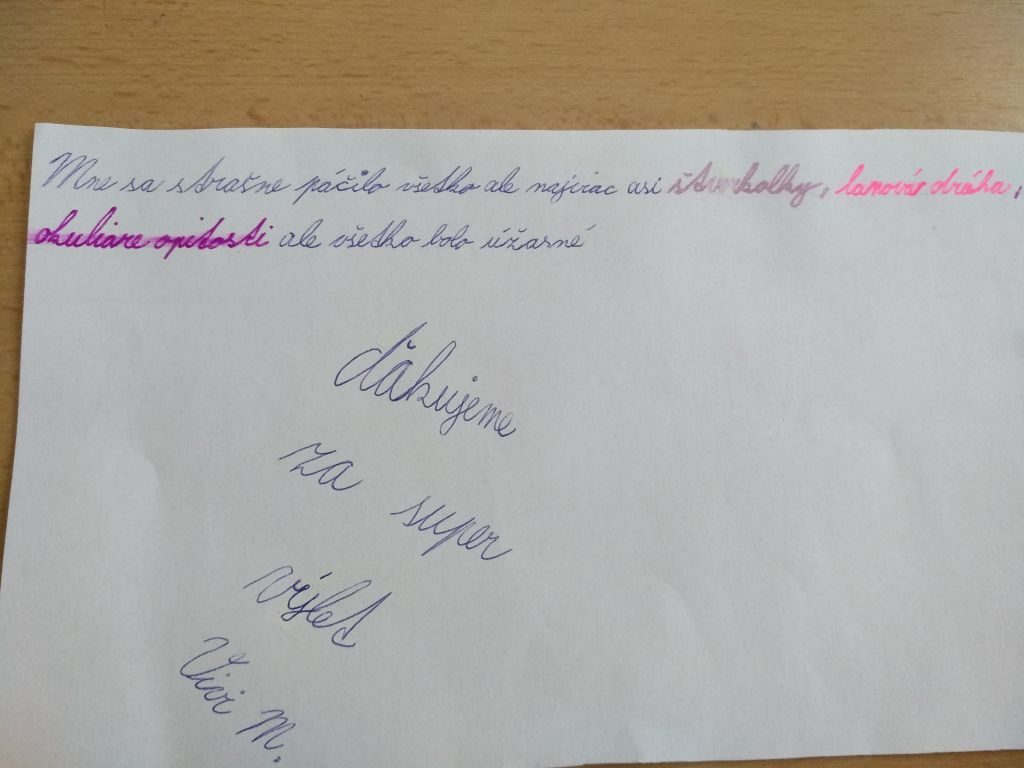 Mne sa strašne páčilo všetko ale najviac asi štvorkolky, lanová dráha,
okuliare opitosti ale všetko bolo úžasné
ďakujeme
za super
výlet
Vivi M.